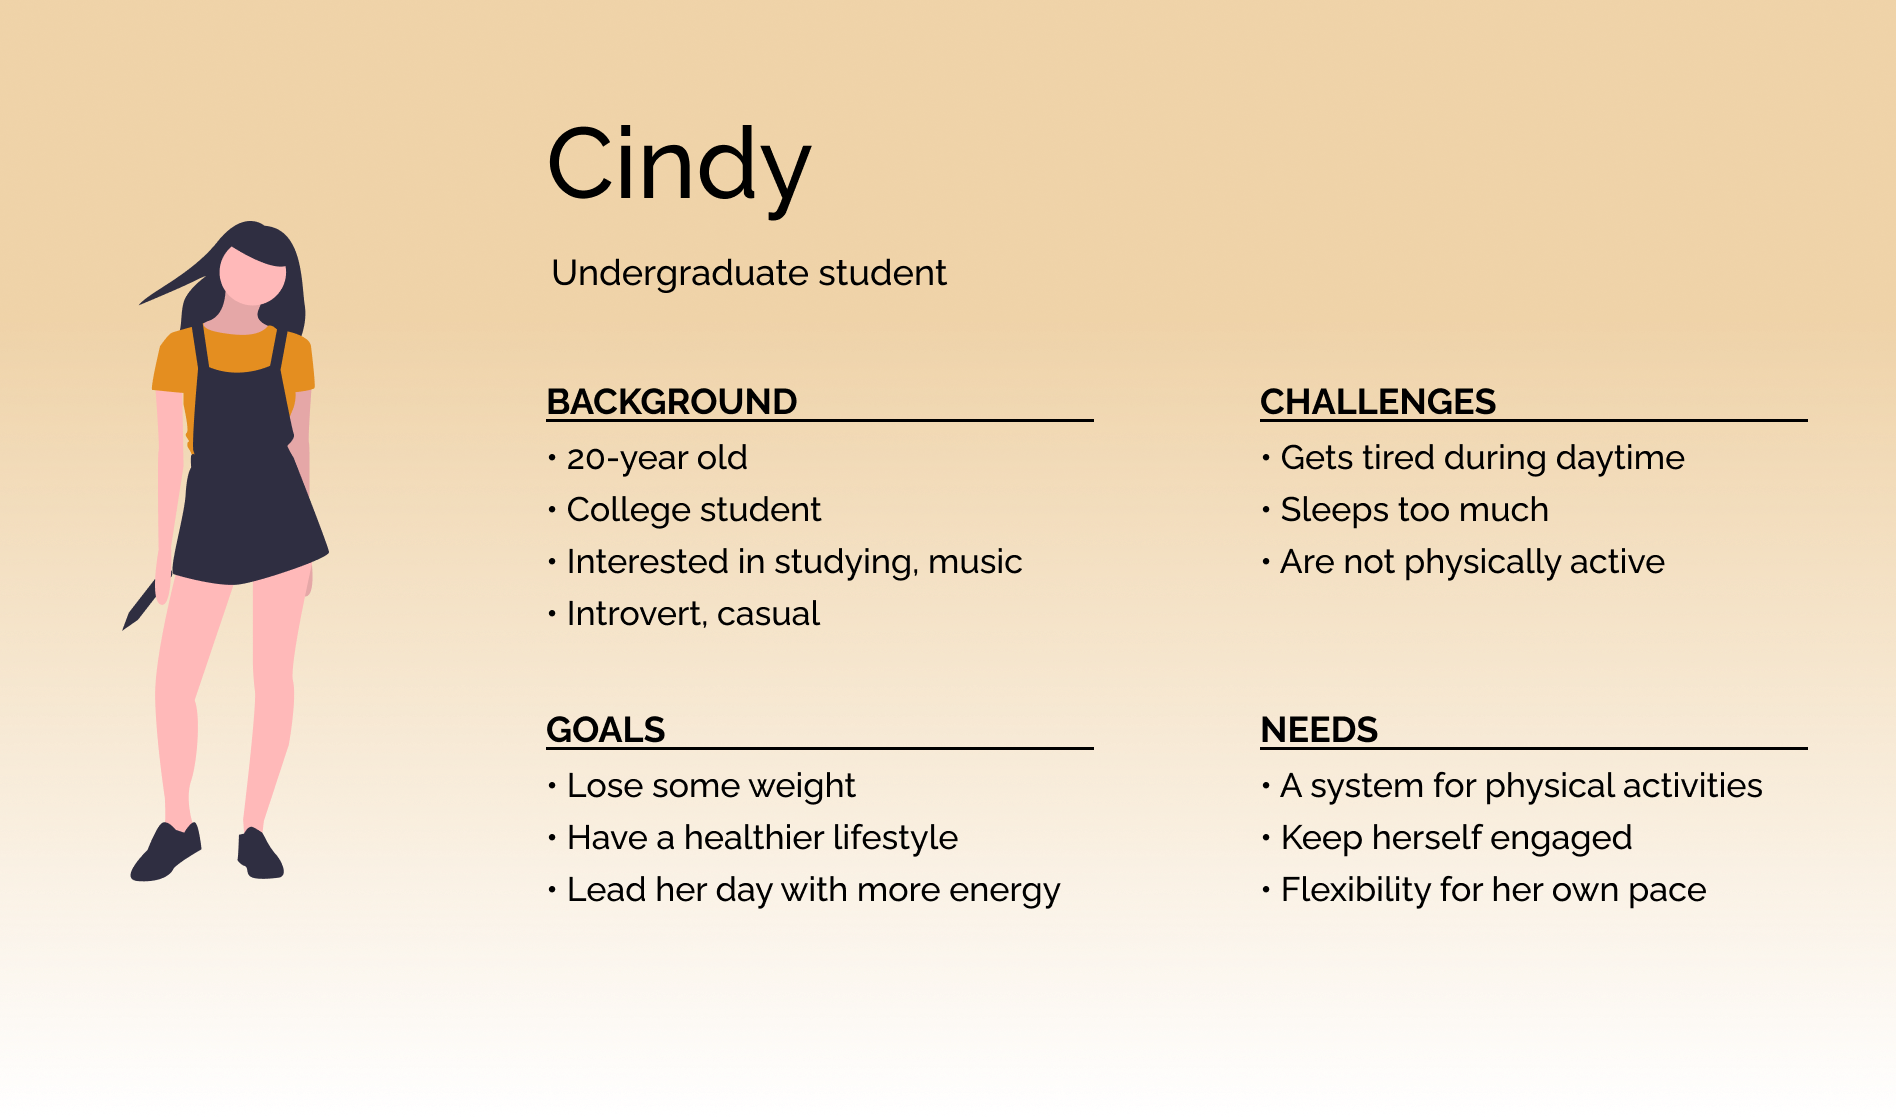 Cindy
Undergraduate student
BACKGROUND
• 20-year old
• College student
• Interested in studying, music
• Introvert, casual
CHALLENGES
• Gets tired during daytime
• Sleeps too much
• Are not physically active
GOALS
• Lose some weight
• Have a healthier lifestyle
• Lead her day with more energy
NEEDS
• A system for physical activities
• Keep herself engaged
• Flexibility for her own pace